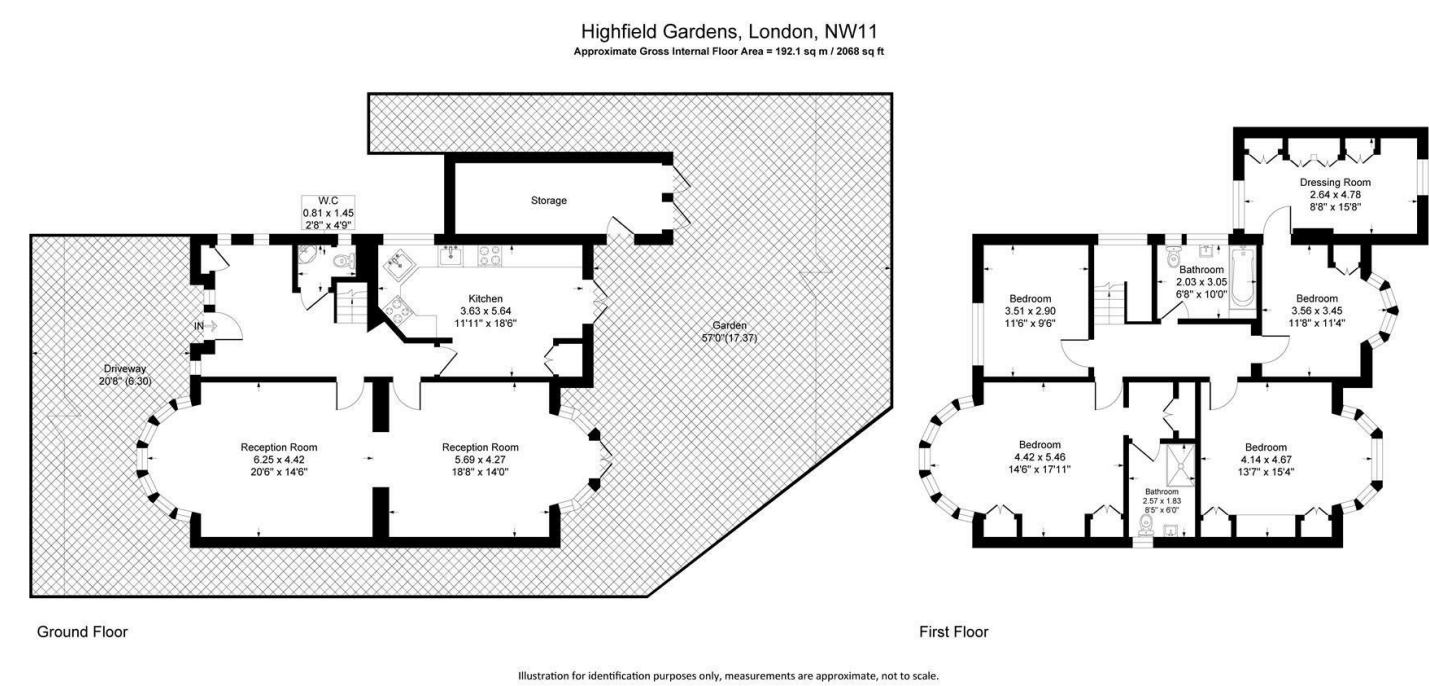 Highfield Gardens, London, NW11
Approximate Gross Internal Floor Area = 192.1 sq m / 2068 sq ft
W.C
0.81 x 1.45
2'8" x 4'9"
Storage
Kitchen
3.63 x 5.64
11'11" x 18'6"
IN
Driveway
20'8" (6.30)
Garden
57'0"(17.37)
Reception Room
6.25 x 4.42
20'6" x 14'6"
Reception Room
5.69 x 4.27
18'8" x 14'0"
Ground Floor
Dressing Room
2.64 x 4.78
8'8" x 15'8"
Bedroom
3.51 x 2.90
11'6" x 9'6"
Bathroom
2.03 x 3.05
6'8" x 10'0"
Bedroom
3.56 x 3.45
11'8" x 11'4"
Bedroom
4.42 x 5.46
14'6" x 17'11"
Bathroom
2.57 x 1.83
8'5" x 6'0"
Bedroom
4.14 x 4.67
13'7" x 15'4"
First Floor
Illustration for identification purposes only, measurements are approximate, not to scale.